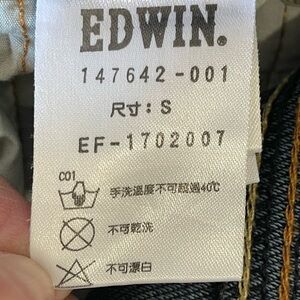 EDWIN.
147642-001
尺寸: S
EF-1702007
C01
手洗溫度不可超過40℃
不可乾洗
不可漂白